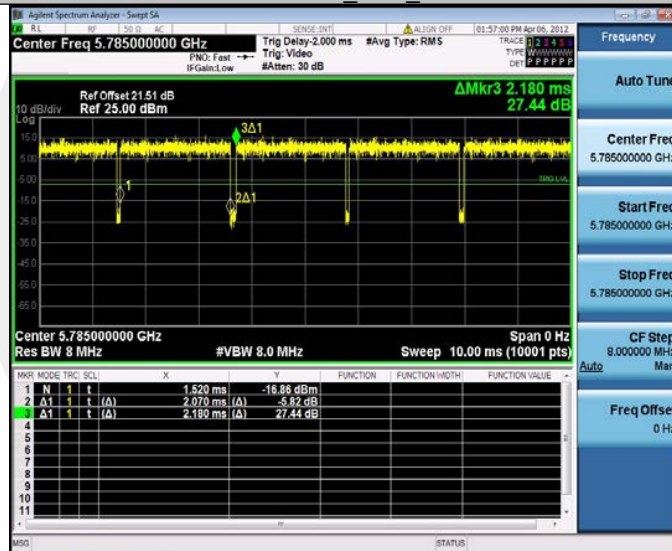 Agilent Spectrum Analyzer - Swept SA
RL RF 50 Ω AC SENSE:INT ALIGN OFF 01:57:00 PM Apr 06, 2012
Center Freq 5.785000000 GHz
PNO: Fast
IFGain:Low
Trig Delay-2.000 ms
Trig: Video
#Atten: 30 dB
#Avg Type: RMS
TRACE 1 2 3 4 5
TYPE
DET P P P P P P
Ref Offset 21.51 dB
10 dB/div Ref 25.00 dBm
Log
ΔMkr3 2.180 ms
27.44 dB
15.0
5.00
-5.00
-15.0
-25.0
-35.0
-45.0
-55.0
-65.0
3Δ1
1
2Δ1
TRIG LVL
Center 5.785000000 GHz Span 0 Hz
Res BW 8 MHz #VBW 8.0 MHz Sweep 10.00 ms (10001 pts)
MKR MODE TRC SCL X Y FUNCTION FUNCTION WIDTH FUNCTION VALUE
1 N 1 t 1.520 ms -16.86 dBm
2 Δ1 1 t (Δ) 2.070 ms (Δ) -5.82 dB
3 Δ1 1 t (Δ) 2.180 ms (Δ) 27.44 dB
4
5
6
7
8
9
10
11
MSG STATUS
Frequency
Auto Tune
Center Freq
5.785000000 GHz
Start Freq
5.785000000 GHz
Stop Freq
5.785000000 GHz
CF Step
8.000000 MHz
Auto Man
Freq Offset
0 Hz